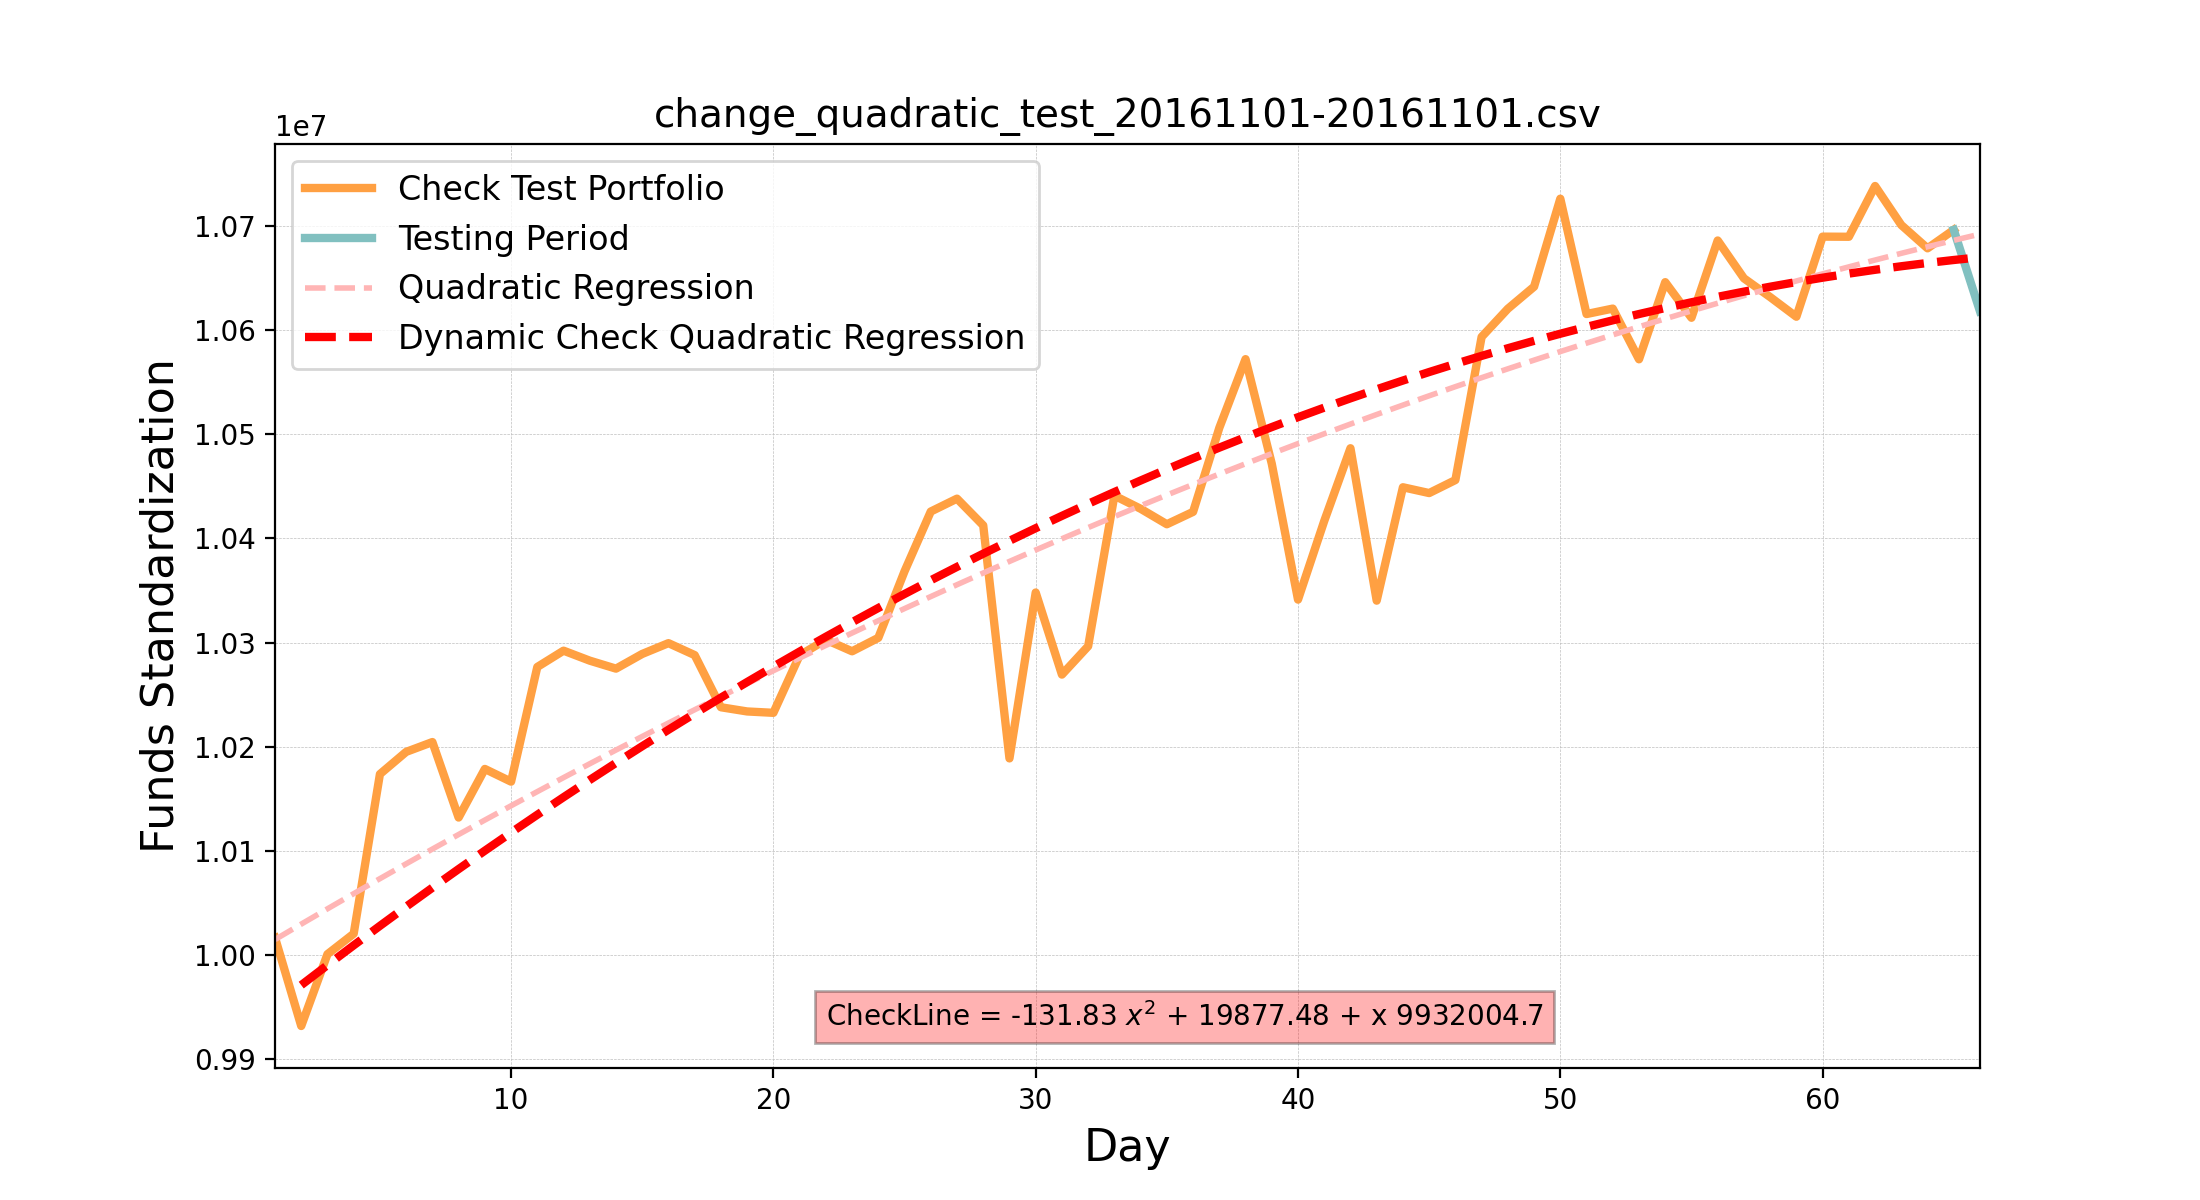 change_quadratic_test_20161101-20161101.csv
1e7
Check Test Portfolio
Testing Period
Quadratic Regression
Dynamic Check Quadratic Regression
1.07
1.06
1.05
1.04
1.03
1.02
1.01
1.00
0.99
Funds Standardization
CheckLine = -131.83 x² + 19877.48 + x 9932004.7
10 20 30 40 50 60
Day